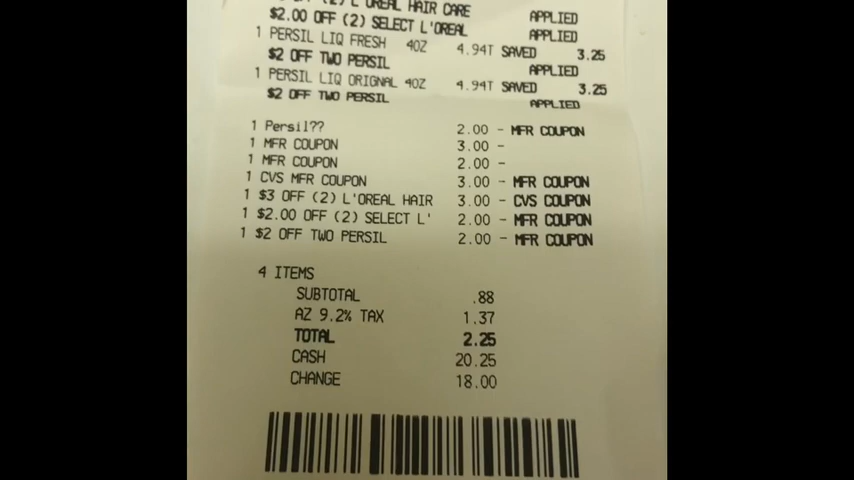 (2) L'OREAL HAIR CARE APPLIED
$2.00 OFF (2) SELECT L'OREAL APPLIED
1 PERSIL LIQ FRESH 40Z 4.94T SAVED 3.25
$2 OFF TWO PERSIL APPLIED
1 PERSIL LIQ ORIGNAL 40Z 4.94T SAVED 3.25
$2 OFF TWO PERSIL APPLIED
1 Persil?? 2.00 - MFR COUPON
1 MFR COUPON 3.00 -
1 MFR COUPON 2.00 -
1 CVS MFR COUPON 3.00 - MFR COUPON
1 $3 OFF (2) L'OREAL HAIR 3.00 - CVS COUPON
1 $2.00 OFF (2) SELECT L' 2.00 - MFR COUPON
1 $2 OFF TWO PERSIL 2.00 - MFR COUPON
4 ITEMS
SUBTOTAL .88
AZ 9.2% TAX 1.37
TOTAL 2.25
CASH 20.25
CHANGE 18.00